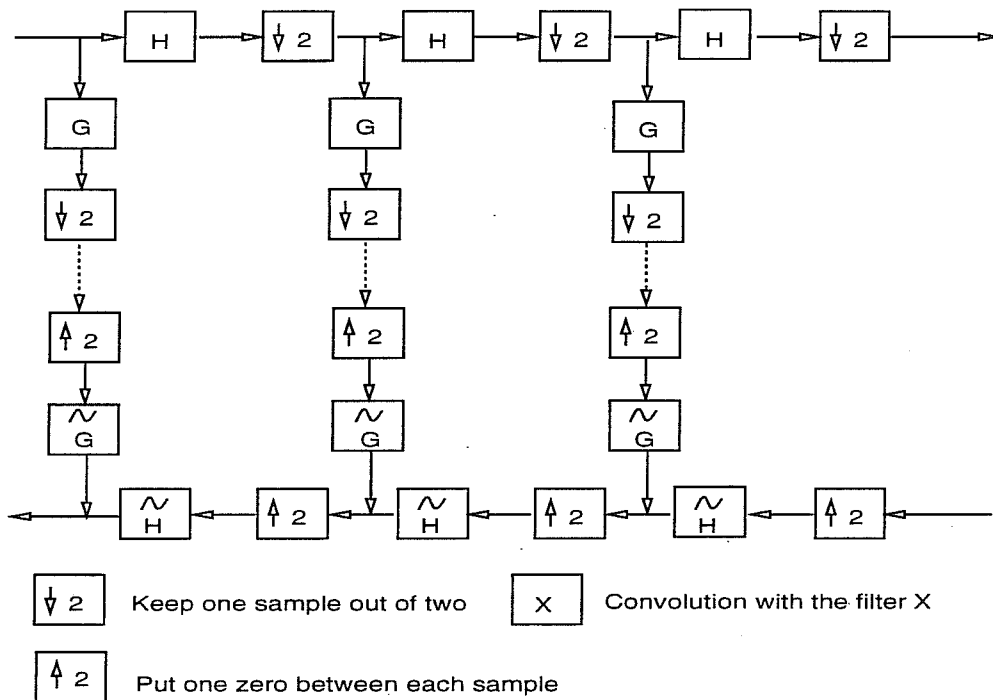 H ↓ 2 H ↓ 2 H ↓ 2
G G G
↓ 2 ↓ 2 ↓ 2
↑ 2 ↑ 2 ↑ 2
~ ~ ~
G G G
~ ~ ~
H ↑ 2 H ↑ 2 H ↑ 2
↓ 2 Keep one sample out of two X Convolution with the filter X
↑ 2 Put one zero between each sample